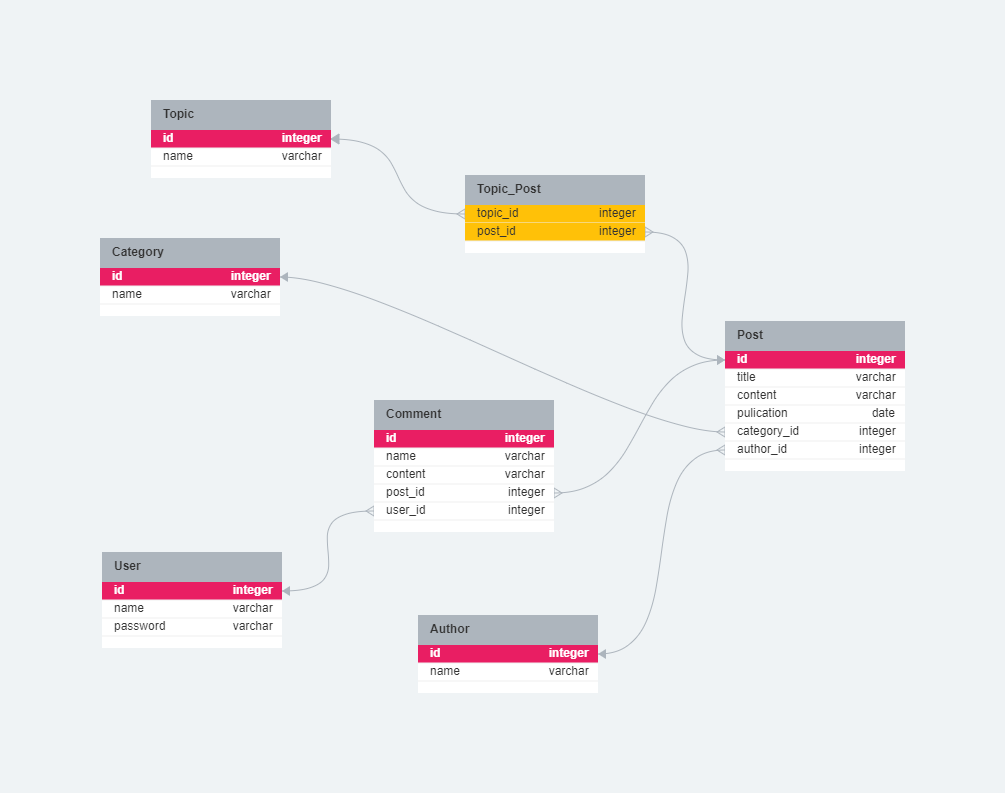 Topic
id integer
name varchar
Topic_Post
topic_id integer
post_id integer
Category
id integer
name varchar
Post
id integer
title varchar
content varchar
pulication date
category_id integer
author_id integer
Comment
id integer
name varchar
content varchar
post_id integer
user_id integer
User
id integer
name varchar
password varchar
Author
id integer
name varchar